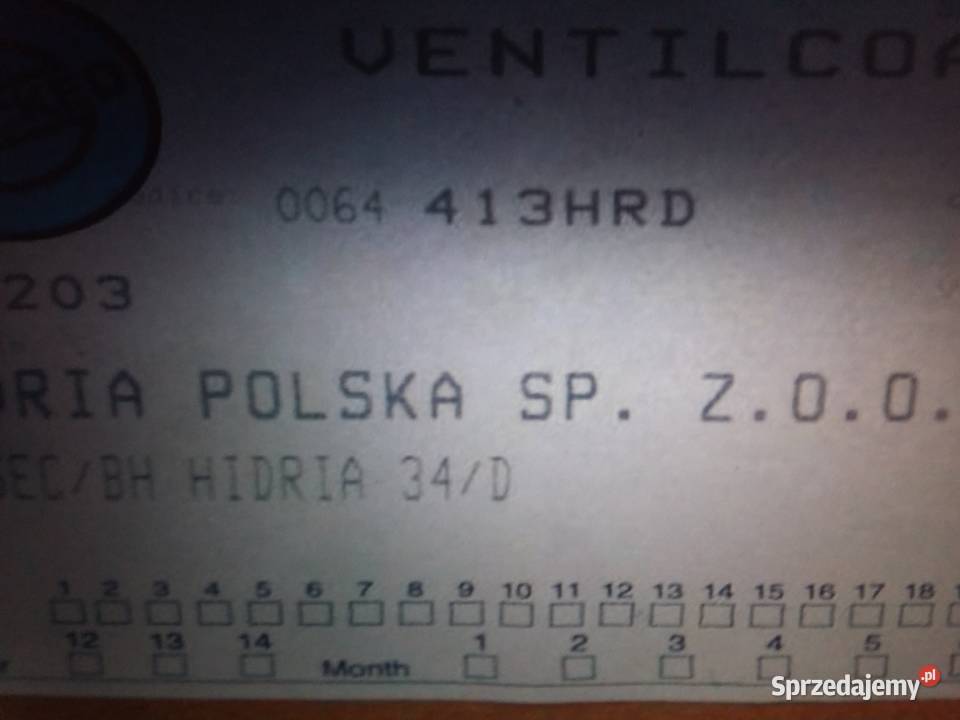 VENTILCOA
0064 413HRD
203
DRIA POLSKA SP. Z.O.O.
SEC/BH HIDRIA 34/D
1 2 3 4 5 6 7 8 9 10 11 12 13 14 15 16 17 18
12 13 14 Month 1 2 3 4 5
Sprzedajemy.pl